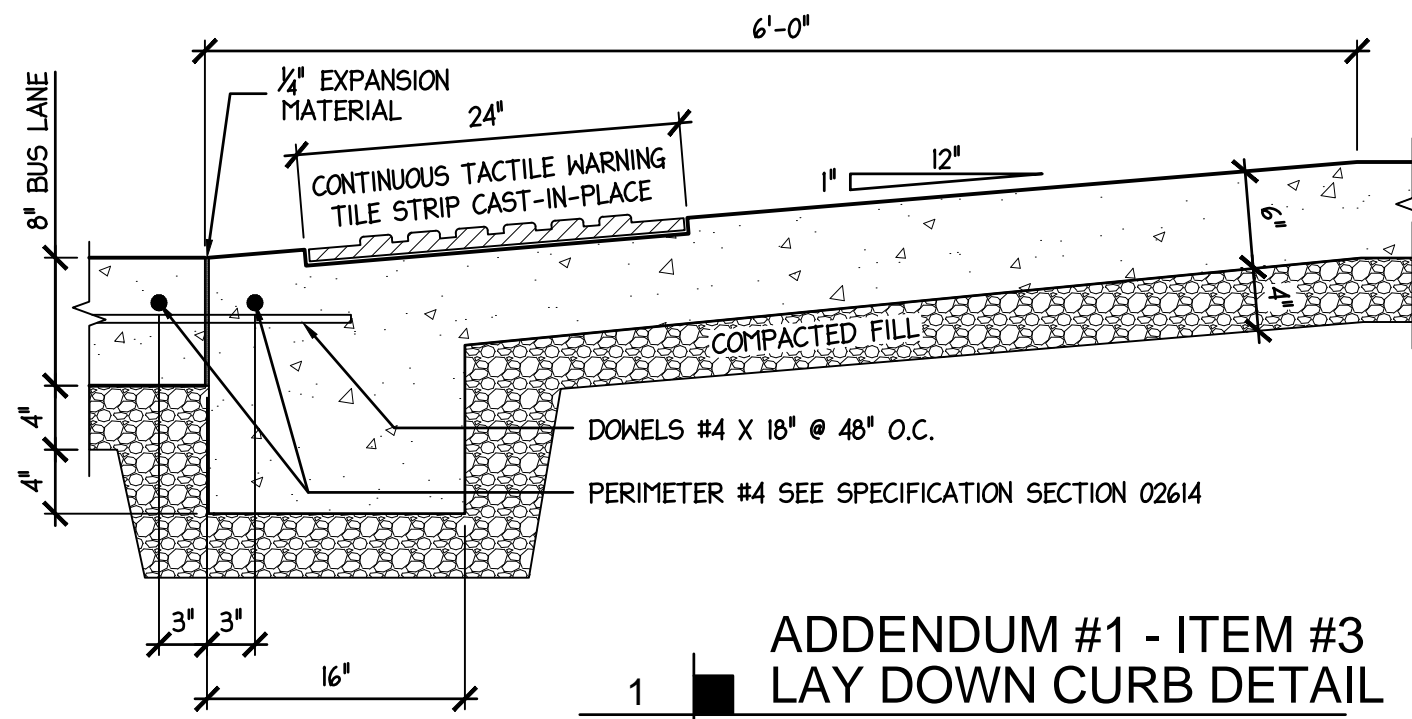 6'-0"
1/4" EXPANSION
MATERIAL
8" BUS LANE
24"
CONTINUOUS TACTILE WARNING
TILE STRIP CAST-IN-PLACE
12"
1"
6"
4"
COMPACTED FILL
4"
4"
DOWELS #4 X 18" @ 48" O.C.
PERIMETER #4 SEE SPECIFICATION SECTION 02614
3"
3"
16"
1
ADDENDUM #1 - ITEM #3
LAY DOWN CURB DETAIL